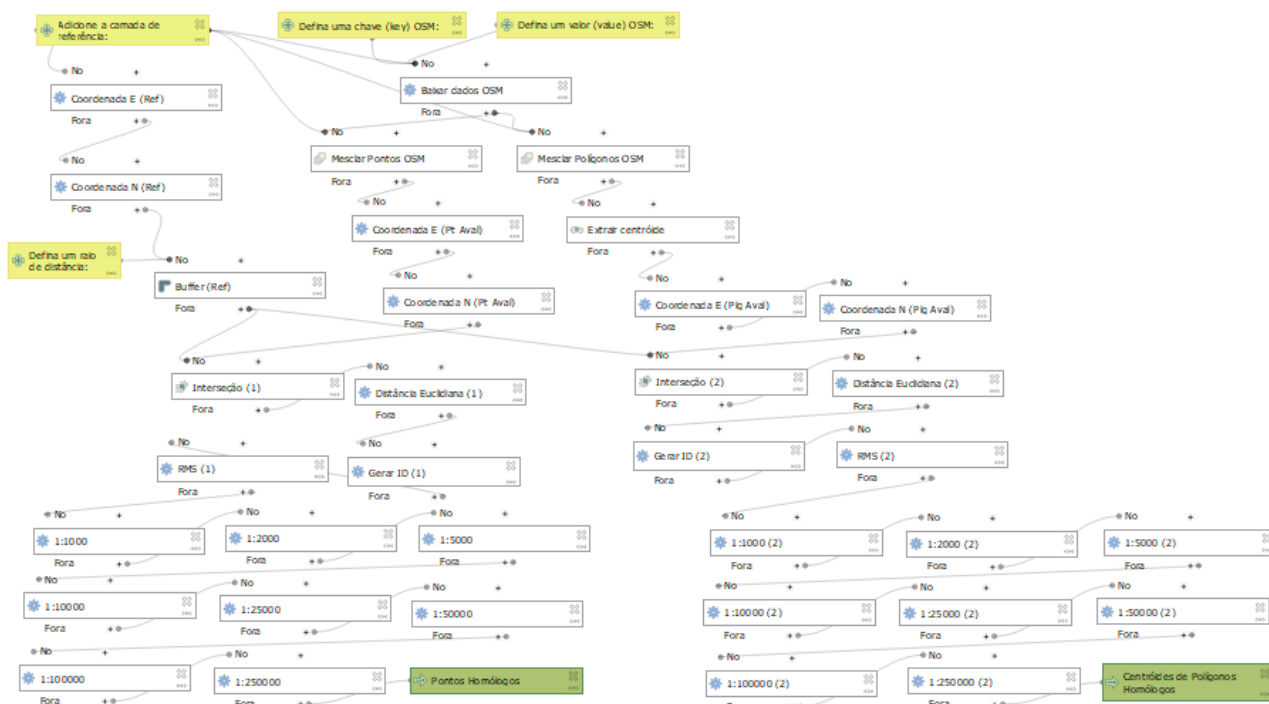 Adicione a camada de
referência:
Defina uma chave (key) OSM:
Defina um valor (value) OSM:
No
No
Coordenada E (Ref)
Baixar dados OSM
Fora
Fora
No
No
No
Mesclar Pontos OSM
Mesclar Polígonos OSM
Coordenada N (Ref)
Fora
Fora
Fora
No
No
Coordenada E (Pt Aval)
Extrair centróide
Defina um raio
de distância:
Fora
Fora
No
No
No
No
Buffer (Ref)
Coordenada N (Pt Aval)
Coordenada E (Plg Aval)
Coordenada N (Plg Aval)
Fora
Fora
Fora
Fora
No
No
No
No
Interseção (1)
Distância Euclidiana (1)
Interseção (2)
Distância Euclidiana (2)
Fora
Fora
Fora
Fora
No
No
No
No
RMS (1)
Gerar ID (1)
Gerar ID (2)
RMS (2)
Fora
Fora
Fora
Fora
No
No
No
No
No
No
1:1000
1:2000
1:5000
1:1000 (2)
1:2000 (2)
1:5000 (2)
Fora
Fora
Fora
Fora
Fora
Fora
No
No
No
No
No
No
1:10000
1:25000
1:50000
1:10000 (2)
1:25000 (2)
1:50000 (2)
Fora
Fora
Fora
Fora
Fora
Fora
No
No
No
No
1:100000
1:250000
Pontos Homólogos
1:100000 (2)
1:250000 (2)
Centróides de Polígonos
Homólogos
Fora
Fora
Fora
Fora